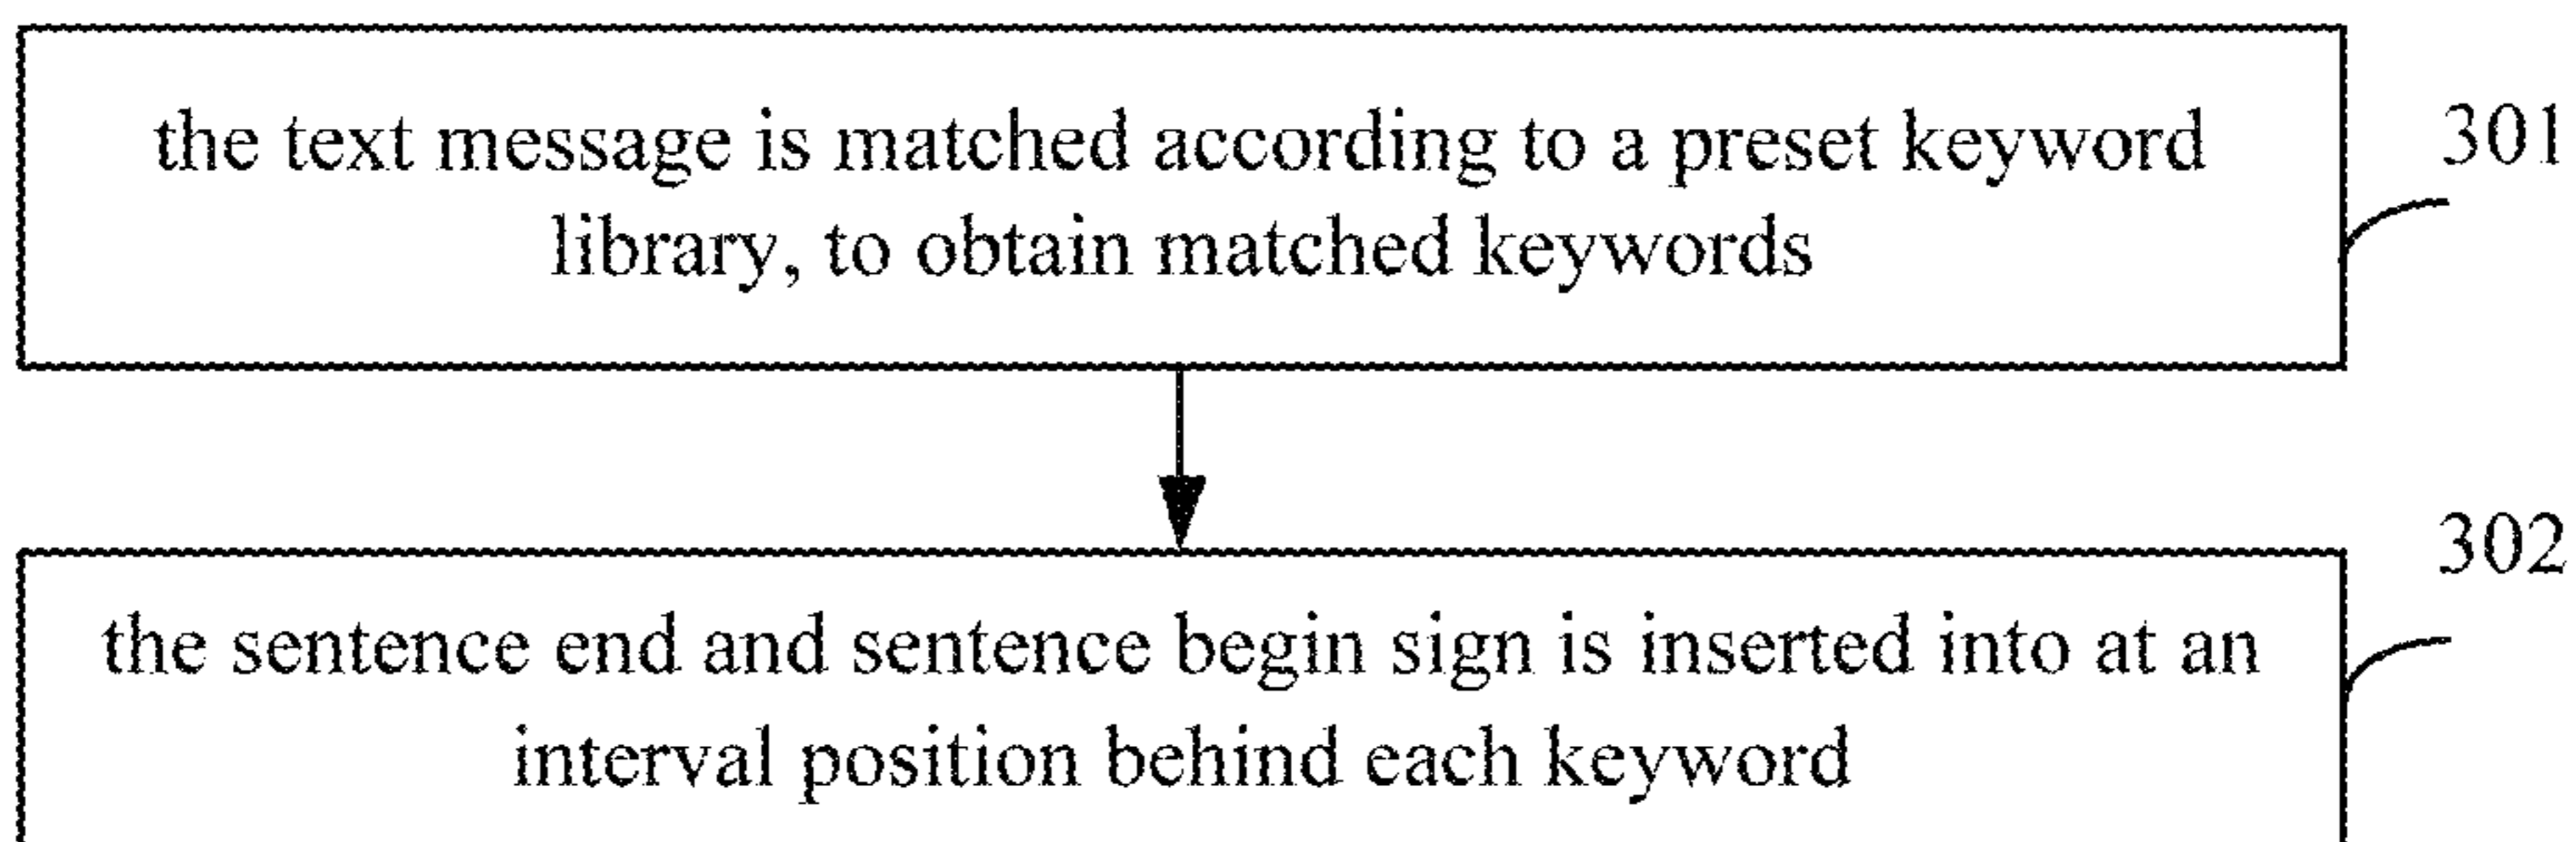 the text message is matched according to a preset keyword
library, to obtain matched keywords
301
302
the sentence end and sentence begin sign is inserted into at an
interval position behind each keyword